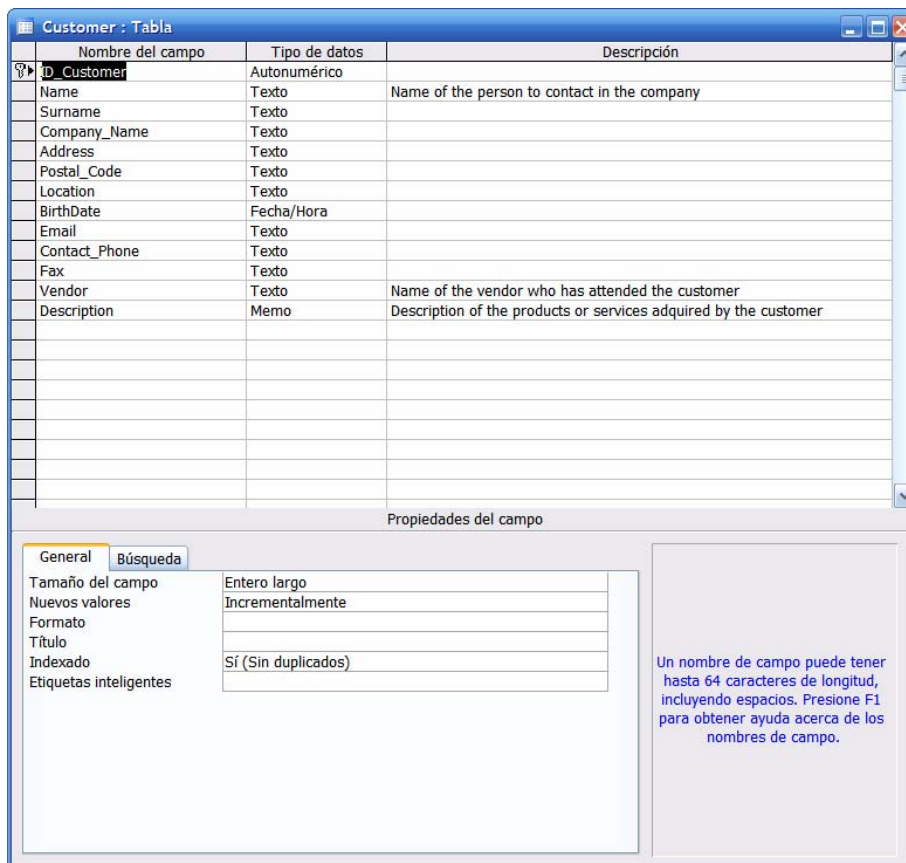 Customer : Tabla
Nombre del campo Tipo de datos Descripción
ID_Customer Autonumérico
Name Texto Name of the person to contact in the company
Surname Texto
Company_Name Texto
Address Texto
Postal_Code Texto
Location Texto
BirthDate Fecha/Hora
Email Texto
Contact_Phone Texto
Fax Texto
Vendor Texto Name of the vendor who has attended the customer
Description Memo Description of the products or services adquired by the customer
Propiedades del campo
General Búsqueda
Tamaño del campo Entero largo
Nuevos valores Incrementalmente
Formato
Título
Indexado Sí (Sin duplicados)
Etiquetas inteligentes
Un nombre de campo puede tener
hasta 64 caracteres de longitud,
incluyendo espacios. Presione F1
para obtener ayuda acerca de los
nombres de campo.